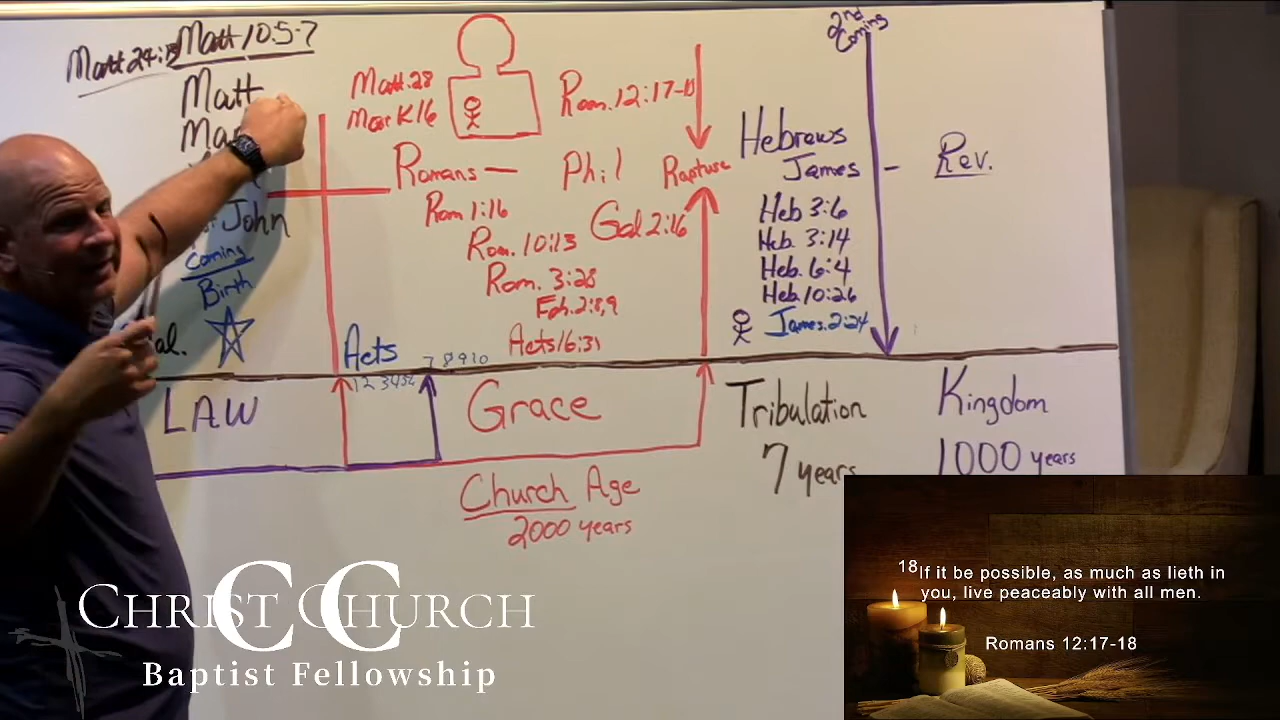 Matt 24:13 Matt 10:5-7
Matt
John
coming
Birth
LAW
Matt. 28
Mark 16
Rom. 12:17-18
Romans — Phil
Rapture
Rom 1:16
Gal 2:16
Rom. 10:13
Rom. 3:28
Eph. 2:8,9
Acts 16:31
Acts
7 8 9 10
Grace
Church Age
2000 years
2nd
Coming
Hebrews
James
Heb 3:6
Heb. 3:14
Heb. 6:4
Heb. 10:26
James. 2:24
Rev.
Tribulation
7 years
Kingdom
1000 years
CC
CHRIST CHURCH
Baptist Fellowship
18If it be possible, as much as lieth in
you, live peaceably with all men.
Romans 12:17-18